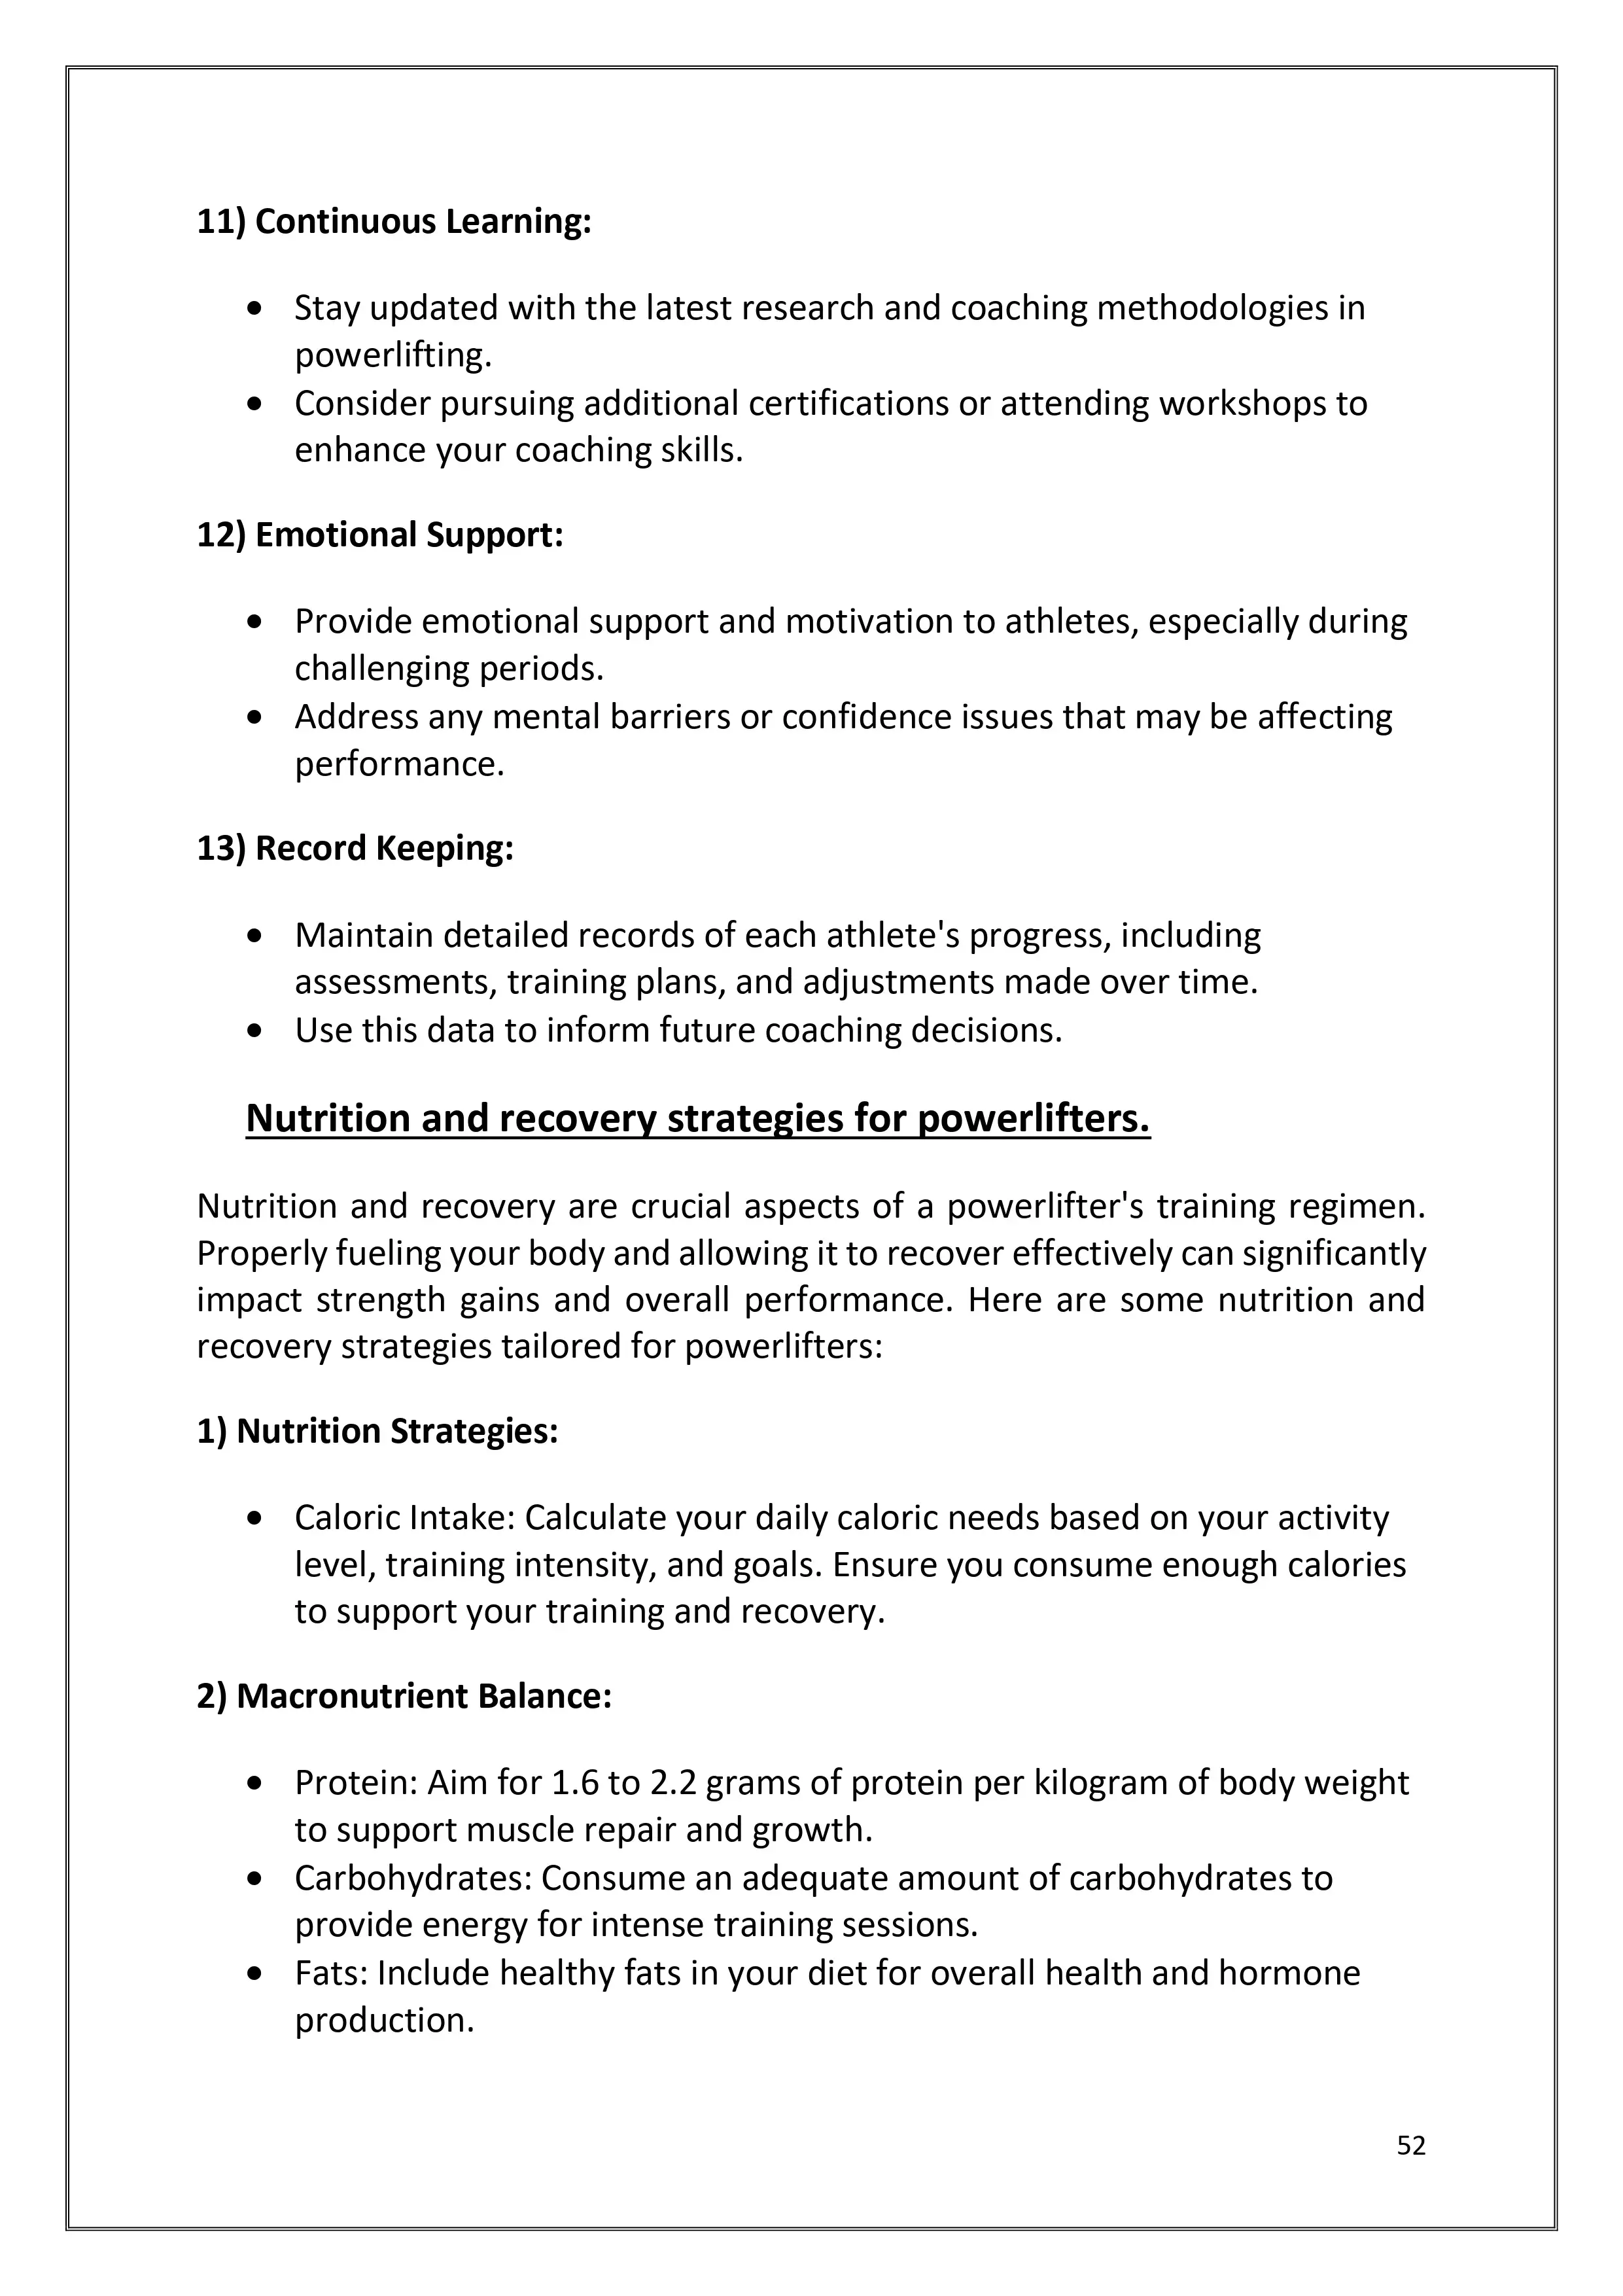 11) Continuous Learning:
• Stay updated with the latest research and coaching methodologies in
powerlifting.
• Consider pursuing additional certifications or attending workshops to
enhance your coaching skills.
12) Emotional Support:
• Provide emotional support and motivation to athletes, especially during
challenging periods.
• Address any mental barriers or confidence issues that may be affecting
performance.
13) Record Keeping:
• Maintain detailed records of each athlete's progress, including
assessments, training plans, and adjustments made over time.
• Use this data to inform future coaching decisions.
Nutrition and recovery strategies for powerlifters.
Nutrition and recovery are crucial aspects of a powerlifter's training regimen.
Properly fueling your body and allowing it to recover effectively can significantly
impact strength gains and overall performance. Here are some nutrition and
recovery strategies tailored for powerlifters:
1) Nutrition Strategies:
• Caloric Intake: Calculate your daily caloric needs based on your activity
level, training intensity, and goals. Ensure you consume enough calories
to support your training and recovery.
2) Macronutrient Balance:
• Protein: Aim for 1.6 to 2.2 grams of protein per kilogram of body weight
to support muscle repair and growth.
• Carbohydrates: Consume an adequate amount of carbohydrates to
provide energy for intense training sessions.
• Fats: Include healthy fats in your diet for overall health and hormone
production.
52